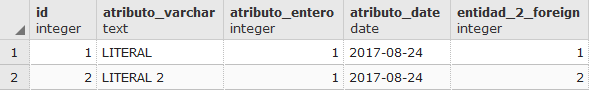 id atributo_varchar atributo_entero atributo_date entidad_2_foreign
integer text integer date integer
1 1 LITERAL 1 2017-08-24 1
2 2 LITERAL 2 1 2017-08-24 2